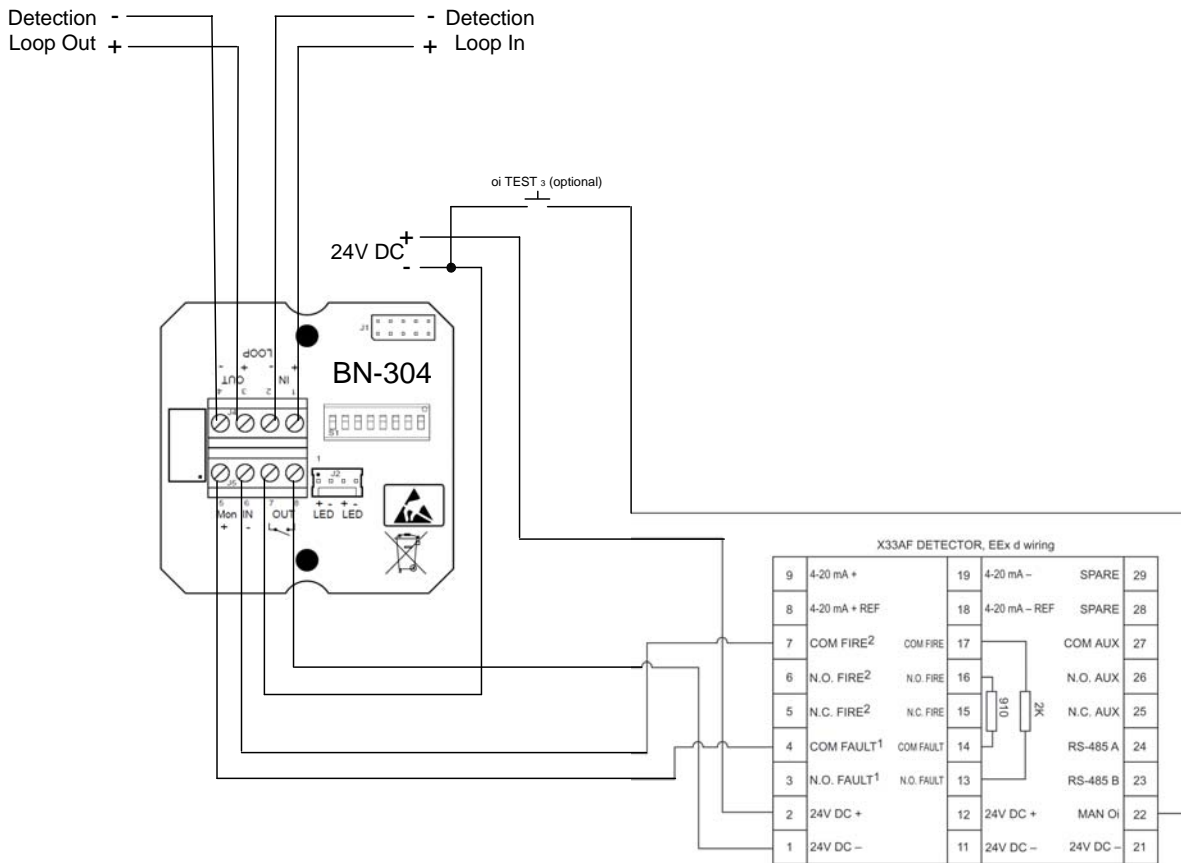 Detection - - Detection
Loop Out + + Loop In
oi TEST 3 (optional)
24V DC + -
J1
LOOP
- + - +
OUT IN
4 3 2 1
BN-304
J4
S1
1
J2
J5
5 6 7 8
Mon IN OUT
+ -
+ - + -
LED LED
X33AF DETECTOR, EEx d wiring
9 4-20 mA + 19 4-20 mA – SPARE 29
8 4-20 mA + REF 18 4-20 mA – REF SPARE 28
7 COM FIRE2 COM FIRE 17 COM AUX 27
6 N.O. FIRE2 N.O. FIRE 16 N.O. AUX 26
910 2K
5 N.C. FIRE2 N.C. FIRE 15 N.C. AUX 25
4 COM FAULT1 COM FAULT 14 RS-485 A 24
3 N.O. FAULT1 N.O. FAULT 13 RS-485 B 23
2 24V DC + 12 24V DC + MAN Oi 22
1 24V DC – 11 24V DC – 24V DC – 21